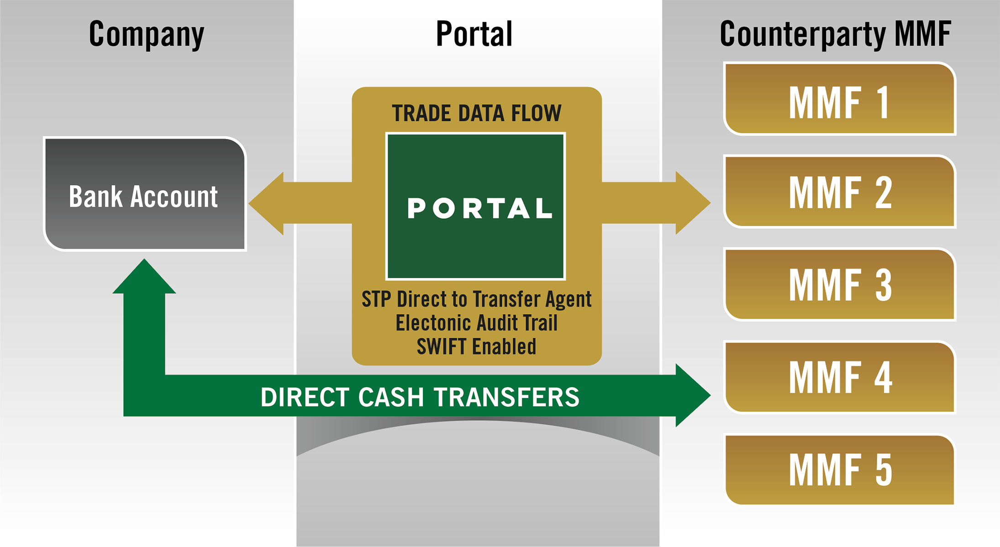 Company
Portal
Counterparty MMF
TRADE DATA FLOW
PORTAL
STP Direct to Transfer Agent
Electonic Audit Trail
SWIFT Enabled
Bank Account
DIRECT CASH TRANSFERS
MMF 1
MMF 2
MMF 3
MMF 4
MMF 5